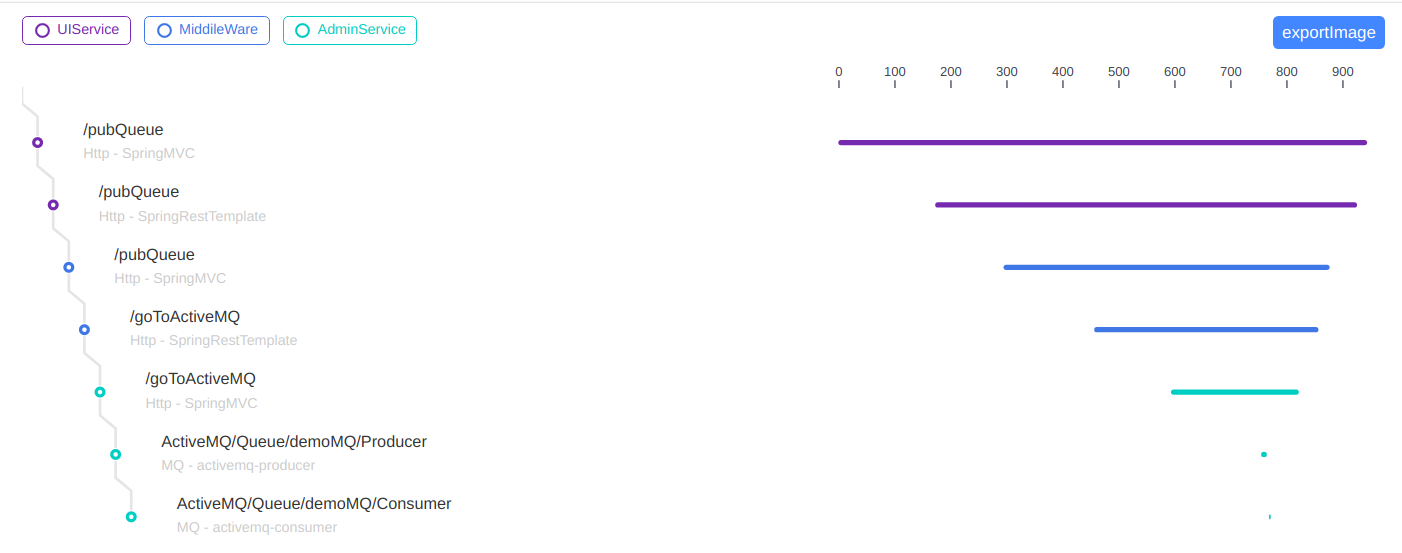 UIService MiddileWare AdminService exportImage
0 100 200 300 400 500 600 700 800 900
/pubQueue
Http - SpringMVC
/pubQueue
Http - SpringRestTemplate
/pubQueue
Http - SpringMVC
/goToActiveMQ
Http - SpringRestTemplate
/goToActiveMQ
Http - SpringMVC
ActiveMQ/Queue/demoMQ/Producer
MQ - activemq-producer
ActiveMQ/Queue/demoMQ/Consumer
MQ - activemq-consumer